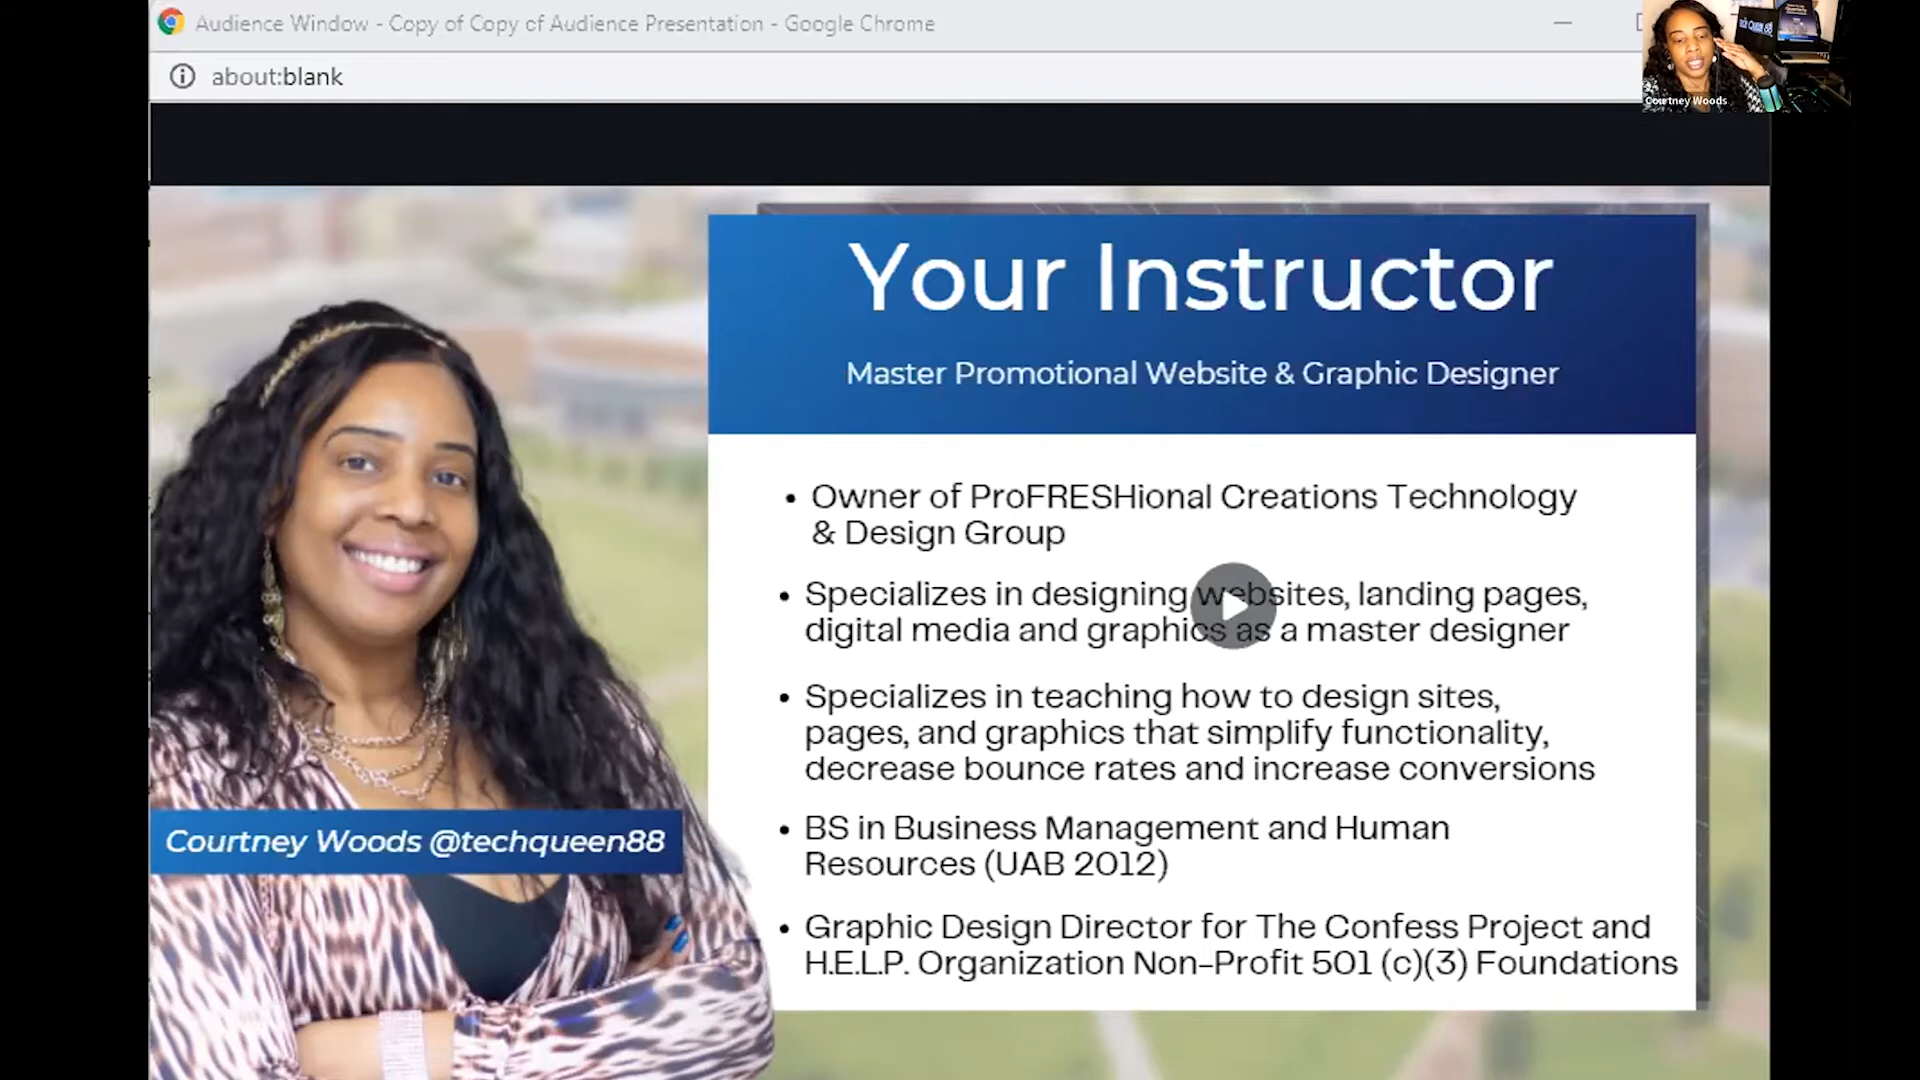 Audience Window - Copy of Copy of Audience Presentation - Google Chrome
about:blank
Courtney Woods
Your Instructor
Master Promotional Website & Graphic Designer
• Owner of ProFRESHional Creations Technology
& Design Group
• Specializes in designing websites, landing pages,
digital media and graphics as a master designer
• Specializes in teaching how to design sites,
pages, and graphics that simplify functionality,
decrease bounce rates and increase conversions
Courtney Woods @techqueen88
• BS in Business Management and Human
Resources (UAB 2012)
• Graphic Design Director for The Confess Project and
H.E.L.P. Organization Non-Profit 501 (c)(3) Foundations